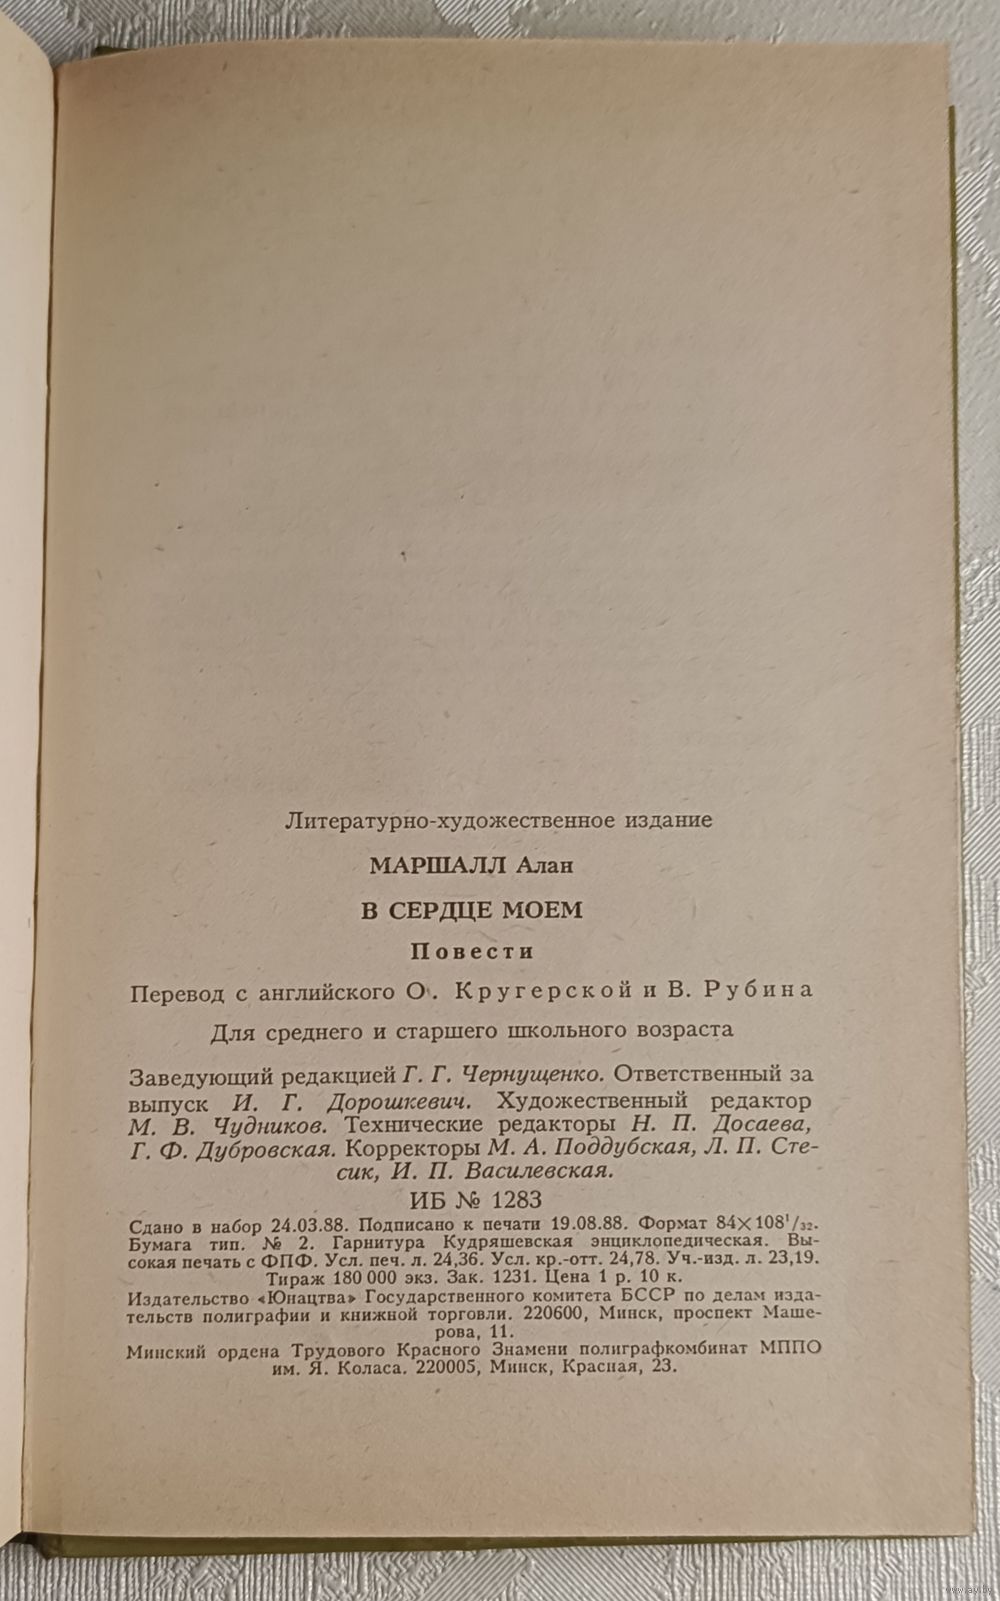 Литературно-художественное издание
МАРШАЛЛ Алан
В СЕРДЦЕ МОЕМ
Повести
Перевод с английского О. Кругерской и В. Рубина
Для среднего и старшего школьного возраста
Заведующий редакцией Г. Г. Чернущенко. Ответственный за
выпуск И. Г. Дорошкевич. Художественный редактор
М. В. Чудников. Технические редакторы Н. П. Досаева,
Г. Ф. Дубровская. Корректоры М. А. Поддубская, Л. П. Сте-
сик, И. П. Василевская.
ИБ № 1283
Сдано в набор 24.03.88. Подписано к печати 19.08.88. Формат 84×108¹/₃₂.
Бумага тип. № 2. Гарнитура Кудряшевская энциклопедическая. Вы-
сокая печать с ФПФ. Усл. печ. л. 24,36. Усл. кр.-отт. 24,78. Уч.-изд. л. 23,19.
Тираж 180 000 экз. Зак. 1231. Цена 1 р. 10 к.
Издательство «Юнацтва» Государственного комитета БССР по делам изда-
тельств полиграфии и книжной торговли. 220600, Минск, проспект Маше-
рова, 11.
Минский ордена Трудового Красного Знамени полиграфкомбинат МППО
им. Я. Коласа. 220005, Минск, Красная, 23.
www.ay.by